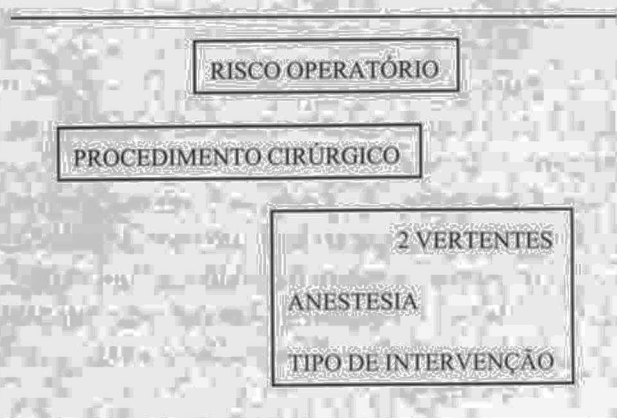 RISCO OPERATÓRIO
PROCEDIMENTO CIRÚRGICO
2 VERTENTES
ANESTESIA
TIPO DE INTERVENÇÃO